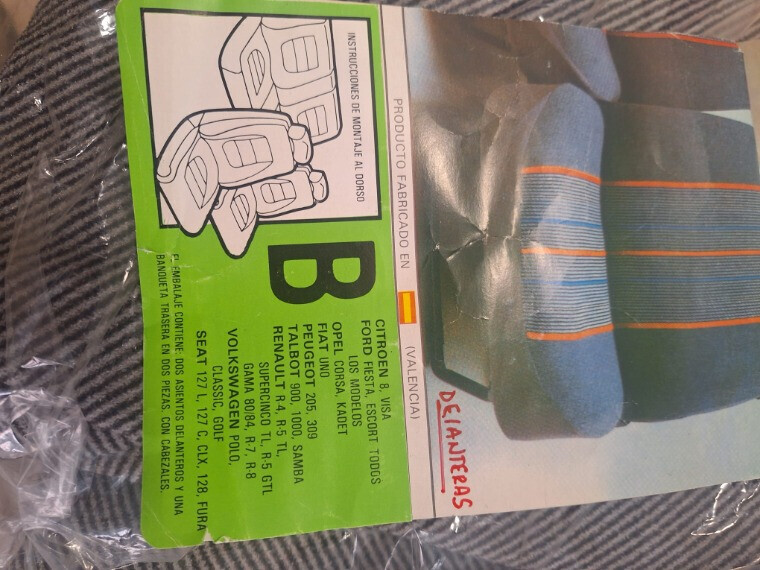 PRODUCTO FABRICADO EN (VALENCIA)
DElANTERAS
INSTRUCCIONES DE MONTAJE AL DORSO
B
CITROEN 8, VISA
FORD FIESTA, ESCORT TODOS
LOS MODELOS
OPEL CORSA, KADET
FIAT UNO
PEUGEOT 205, 309
TALBOT 900, 1000, SAMBA
RENAULT R-4, R-5 TL,
SUPERCINCO TL, R-5 GTL
GAMA 80/84, R-7, R-8
VOLKSWAGEN POLO,
CLASSIC, GOLF
SEAT 127 L, 127 C, CLX, 128, FURA
EL EMBALAJE CONTIENE: DOS ASIENTOS DELANTEROS Y UNA
BANQUETA TRASERA EN DOS PIEZAS, CON CABEZALES.